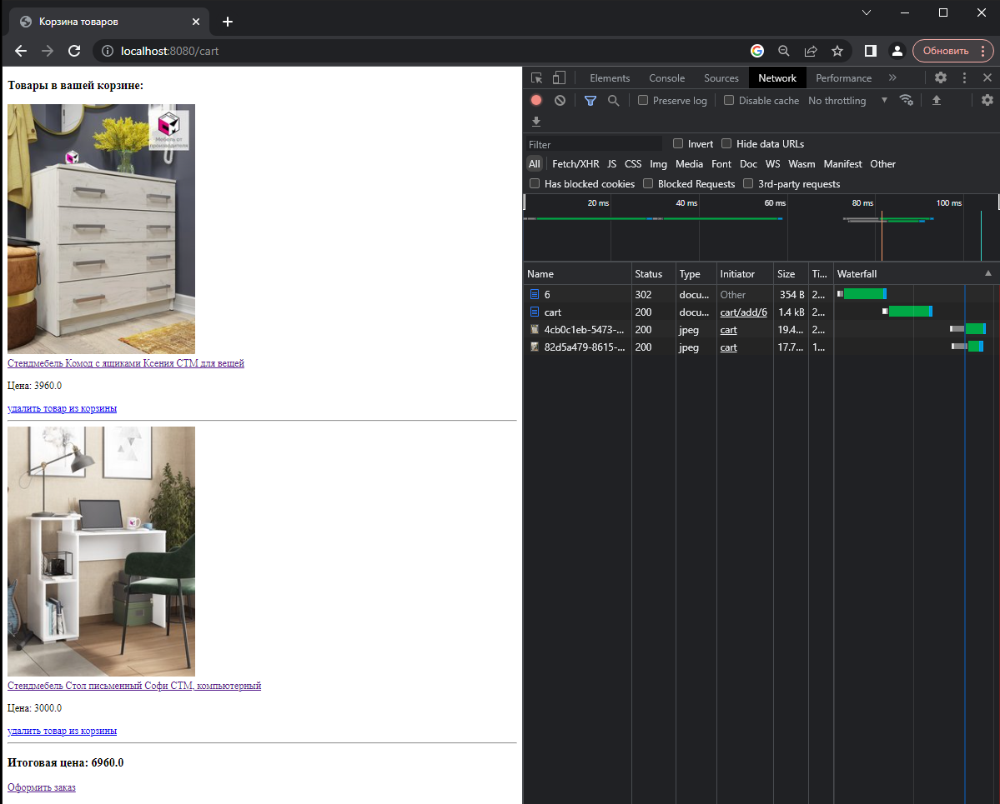 Корзина товаров
localhost:8080/cart
Обновить
Товары в вашей корзине:
Мебель от
производителя
Стендмебель Комод с ящиками Ксения СТМ для вещей
Цена: 3960.0
удалить товар из корзины
Стендмебель Стол письменный Софи СТМ, компьютерный
Цена: 3000.0
удалить товар из корзины
Итоговая цена: 6960.0
Оформить заказ
Elements Console Sources Network Performance »
Preserve log Disable cache No throttling
Filter Invert Hide data URLs
All Fetch/XHR JS CSS Img Media Font Doc WS Wasm Manifest Other
Has blocked cookies Blocked Requests 3rd-party requests
20 ms 40 ms 60 ms 80 ms 100 ms
Name Status Type Initiator Size Ti... Waterfall
6 302 docu... Other 354 B 2...
cart 200 docu... cart/add/6 1.4 kB 2...
4cb0c1eb-5473-... 200 jpeg cart 19.4... 2...
82d5a479-8615-... 200 jpeg cart 17.7... 1...